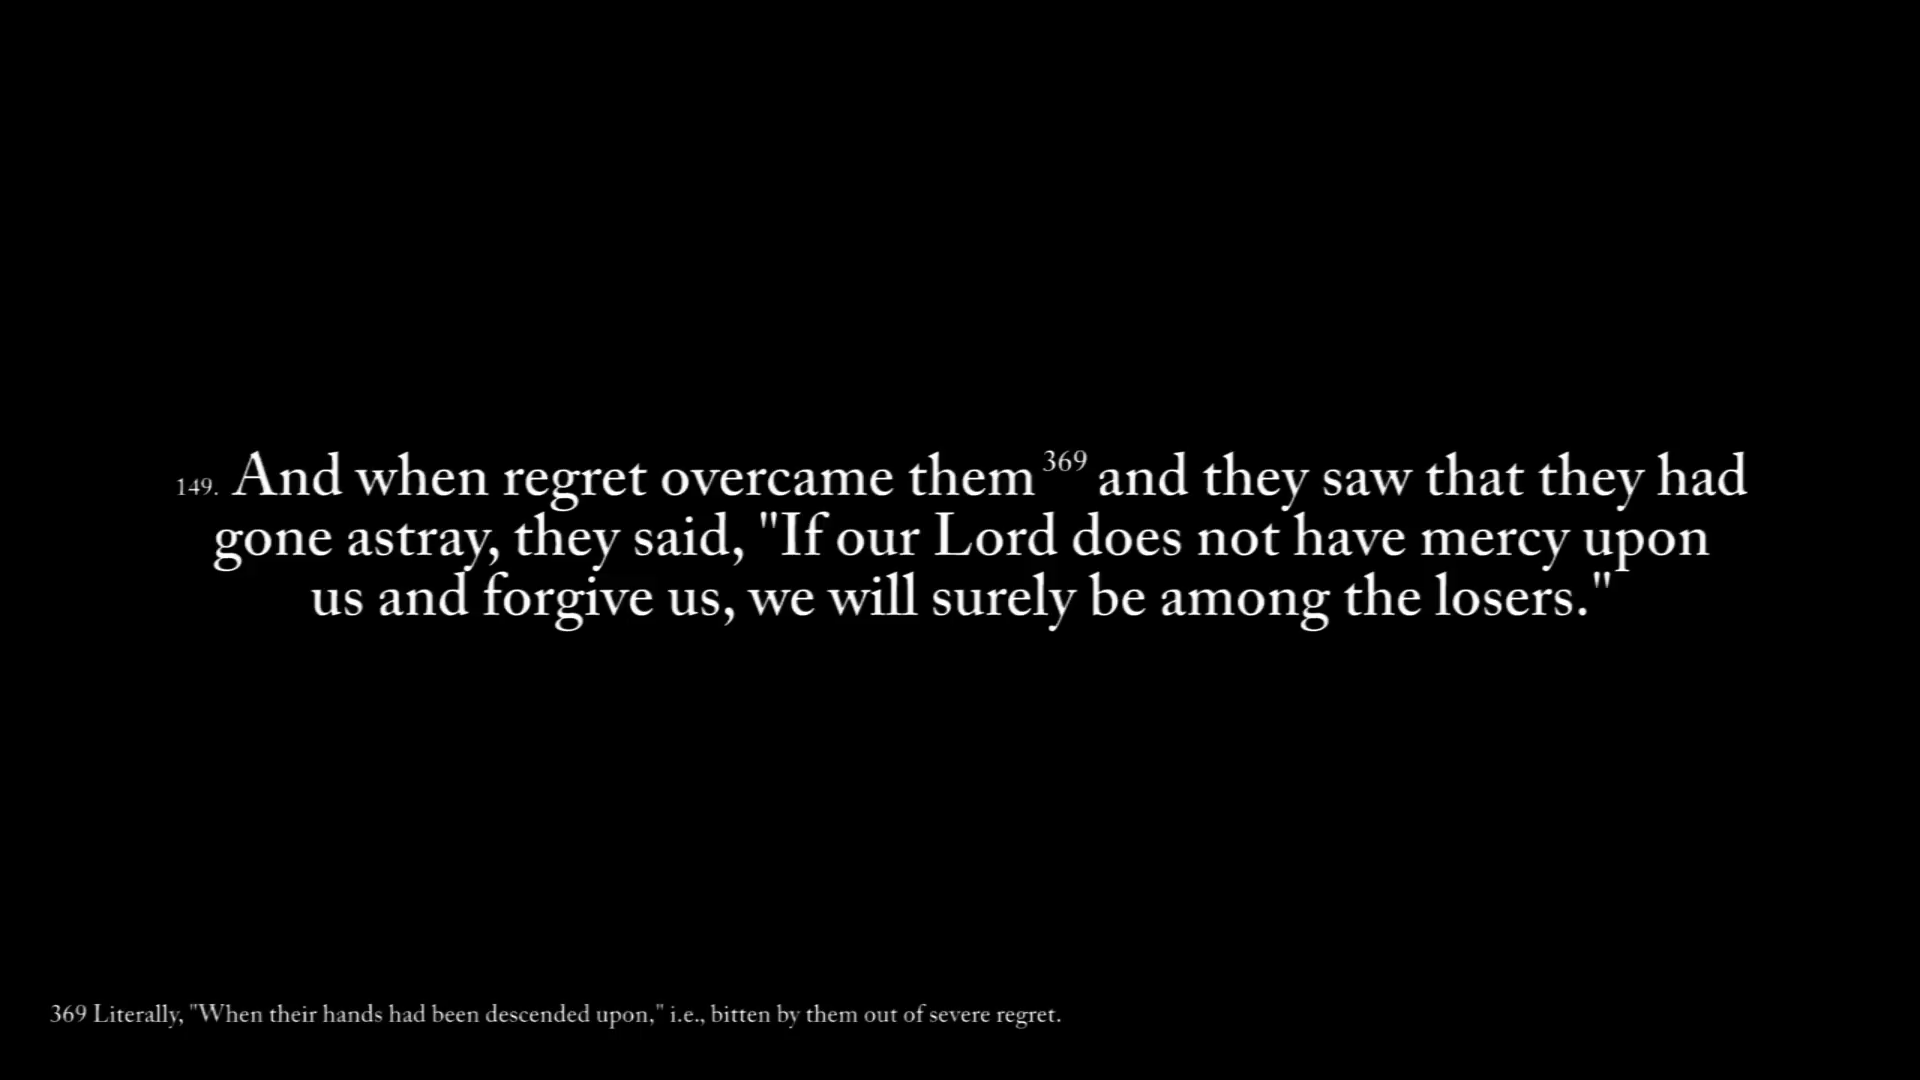 149. And when regret overcame them 369 and they saw that they had
gone astray, they said, "If our Lord does not have mercy upon
us and forgive us, we will surely be among the losers."
369 Literally, "When their hands had been descended upon," i.e., bitten by them out of severe regret.